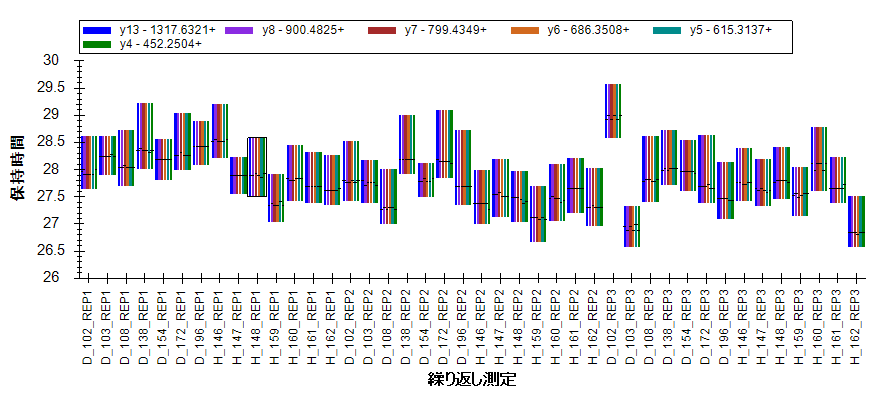 y13 - 1317.6321+ y8 - 900.4825+ y7 - 799.4349+ y6 - 686.3508+ y5 - 615.3137+
y4 - 452.2504+
保持時間
30
29.5
29
28.5
28
27.5
27
26.5
26
D_102_REP1
D_103_REP1
D_108_REP1
D_138_REP1
D_154_REP1
D_172_REP1
D_196_REP1
H_146_REP1
H_147_REP1
H_148_REP1
H_159_REP1
H_160_REP1
H_161_REP1
H_162_REP1
D_102_REP2
D_103_REP2
D_108_REP2
D_138_REP2
D_154_REP2
D_172_REP2
D_196_REP2
H_146_REP2
H_147_REP2
H_148_REP2
H_159_REP2
H_160_REP2
H_161_REP2
H_162_REP2
D_102_REP3
D_103_REP3
D_108_REP3
D_138_REP3
D_154_REP3
D_172_REP3
D_196_REP3
H_146_REP3
H_147_REP3
H_148_REP3
H_159_REP3
H_160_REP3
H_161_REP3
H_162_REP3
繰り返し測定